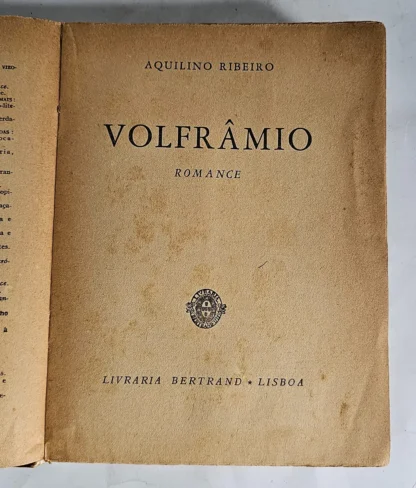 AQUILINO RIBEIRO
VOLFRÂMIO
ROMANCE
LIVRARIA BERTRAND ★ LISBOA